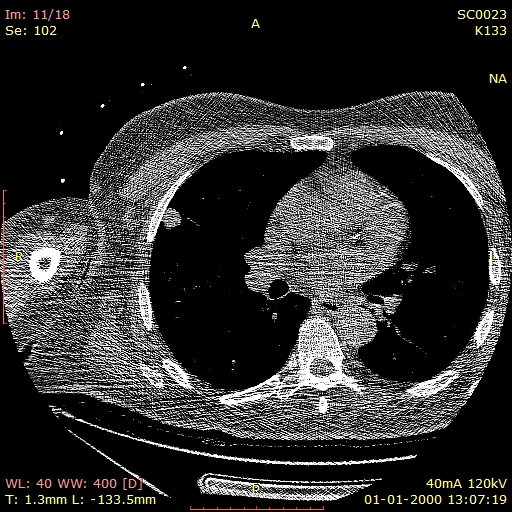 Im: 11/18
Se: 102
A
SC0023
K133
NA
R
L
WL: 40 WW: 400 [D]
T: 1.3mm L: -133.5mm
P
40mA 120kV
01-01-2000 13:07:19